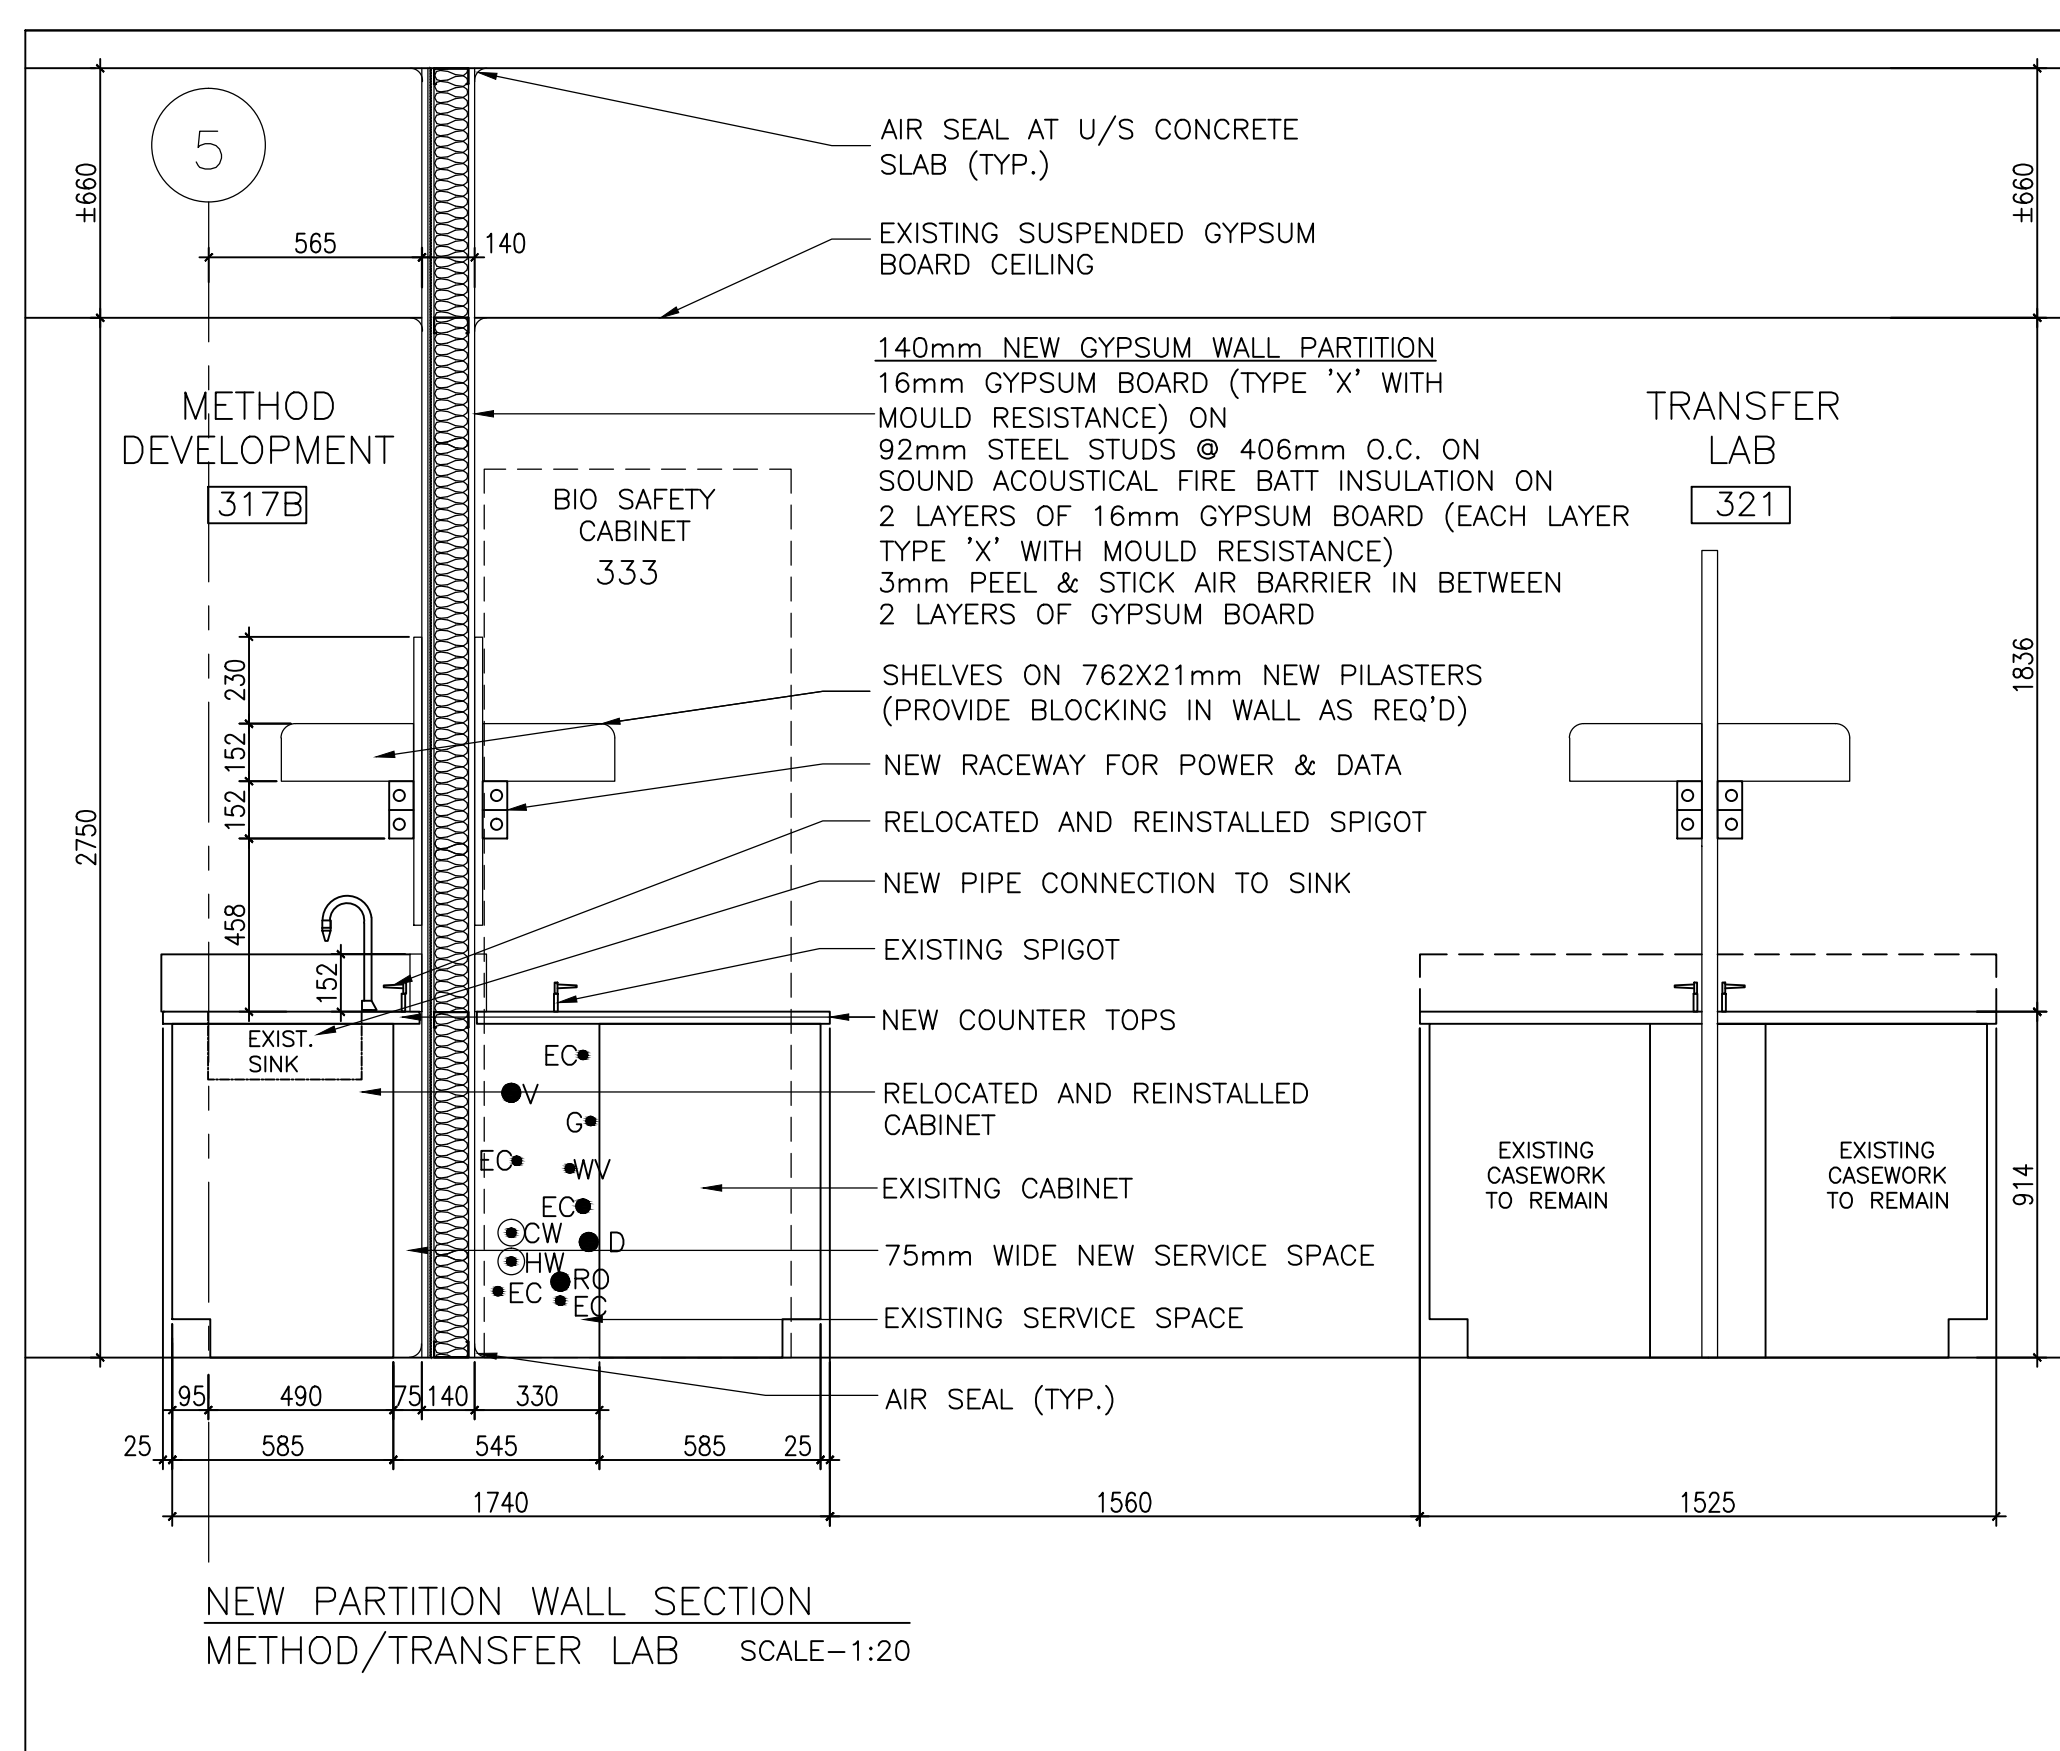 5
±660
±660
565
140
AIR SEAL AT U/S CONCRETE
SLAB (TYP.)
EXISTING SUSPENDED GYPSUM
BOARD CEILING
140mm NEW GYPSUM WALL PARTITION
16mm GYPSUM BOARD (TYPE 'X' WITH
MOULD RESISTANCE) ON
92mm STEEL STUDS @ 406mm O.C. ON
SOUND ACOUSTICAL FIRE BATT INSULATION ON
2 LAYERS OF 16mm GYPSUM BOARD (EACH LAYER
TYPE 'X' WITH MOULD RESISTANCE)
3mm PEEL & STICK AIR BARRIER IN BETWEEN
2 LAYERS OF GYPSUM BOARD
METHOD
DEVELOPMENT
317B
BIO SAFETY
CABINET
333
TRANSFER
LAB
321
SHELVES ON 762X21mm NEW PILASTERS
(PROVIDE BLOCKING IN WALL AS REQ'D)
NEW RACEWAY FOR POWER & DATA
RELOCATED AND REINSTALLED SPIGOT
NEW PIPE CONNECTION TO SINK
EXISTING SPIGOT
NEW COUNTER TOPS
RELOCATED AND REINSTALLED
CABINET
EXISITNG CABINET
75mm WIDE NEW SERVICE SPACE
EXISTING SERVICE SPACE
AIR SEAL (TYP.)
230
152
152
458
152
2750
1836
914
EXIST.
SINK
EC
V
G
EC
WV
EC
CW
D
HW
RO
EC
EC
EXISTING
CASEWORK
TO REMAIN
EXISTING
CASEWORK
TO REMAIN
95
490
75
140
330
25
585
545
585
25
1740
1560
1525
NEW PARTITION WALL SECTION
METHOD/TRANSFER LAB SCALE-1:20